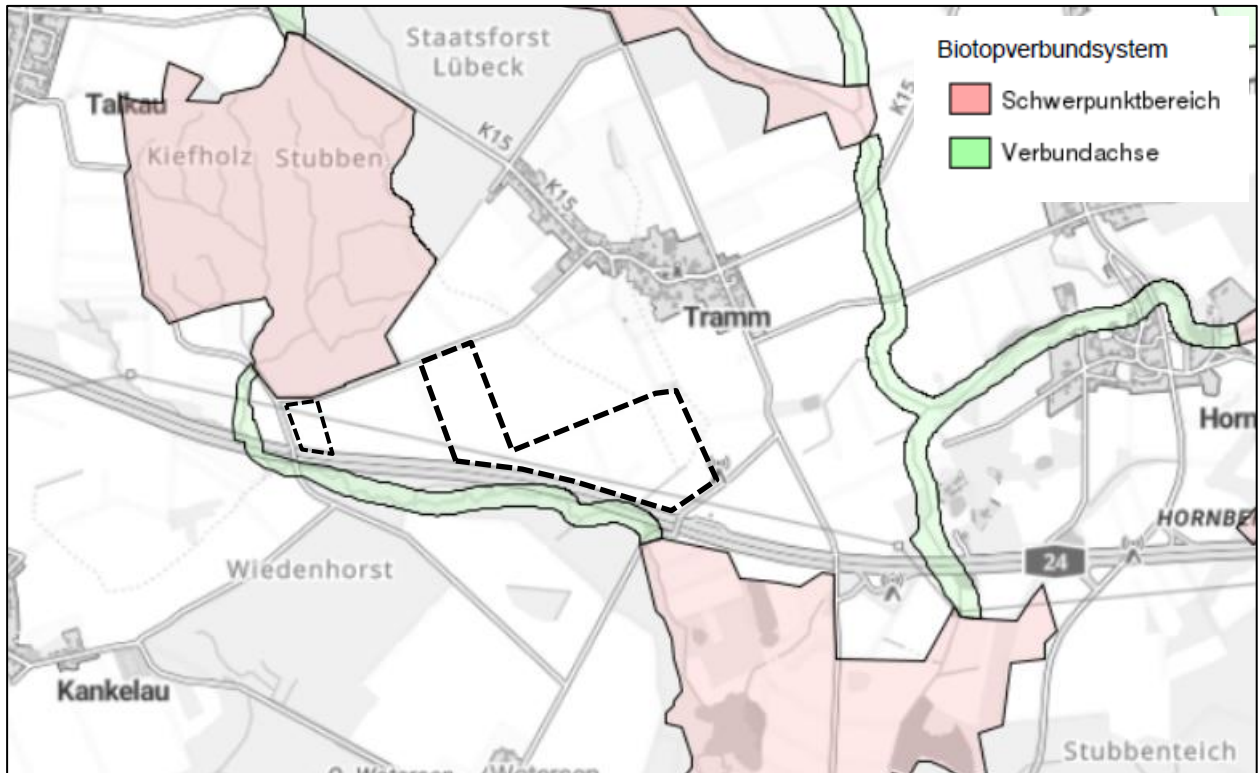 Biotopverbundsystem
Schwerpunktbereich
Verbundachse
Staatsforst
Lübeck
K15
Talkau
K15
Kiefholz
Stubben
K15
Tramm
Horn
HORNBE
24
Wiedenhorst
Kankelau
Stubbenteich